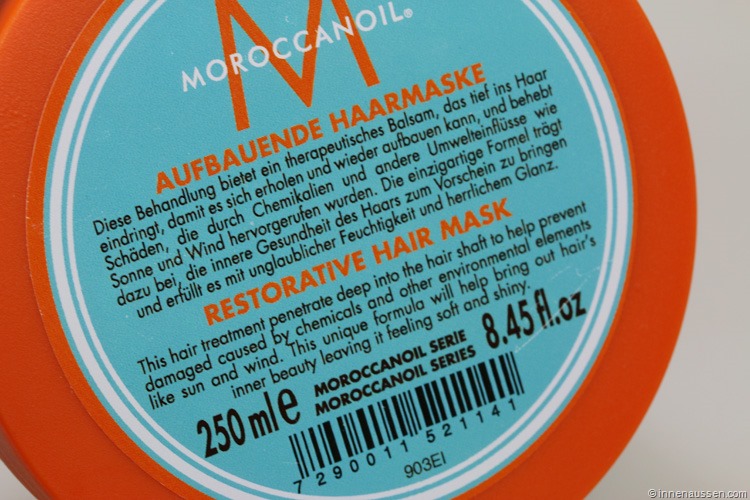 M
MOROCCANOIL®
AUFBAUENDE HAARMASKE
Diese Behandlung bietet ein therapeutisches Balsam, das tief ins Haar
eindringt, damit es sich erholen und wieder aufbauen kann, und behebt
Schäden, die durch Chemikalien und andere Umwelteinflüsse wie
Sonne und Wind hervorgerufen wurden. Die einzigartige Formel trägt
dazu bei, die innere Gesundheit des Haars zum Vorschein zu bringen
und erfüllt es mit unglaublicher Feuchtigkeit und herrlichem Glanz.
RESTORATIVE HAIR MASK
This hair treatment penetrate deep into the hair shaft to help prevent
damaged caused by chemicals and other environmental elements
like sun and wind. This unique formula will help bring out hair's
inner beauty leaving it feeling soft and shiny.
250 ml e MOROCCANOIL SERIE 8.45 fl.oz
MOROCCANOIL SERIES
7 290011 521141
903EI
©innenaussen.com